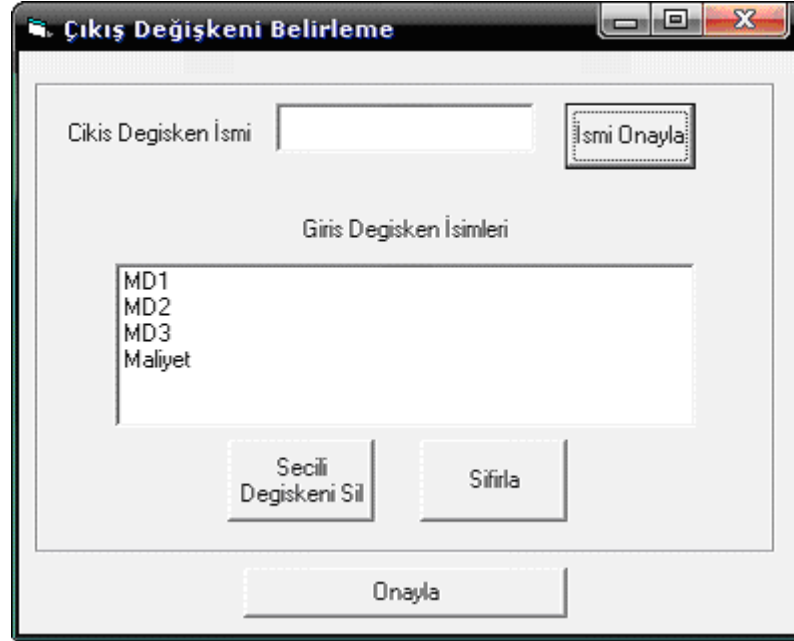 Çıkış Değişkeni Belirleme
Cikis Degisken İsmi
İsmi Onayla
Giris Degisken İsimleri
MD1
MD2
MD3
Maliyet
Secili
Degiskeni Sil
Sifirla
Onayla